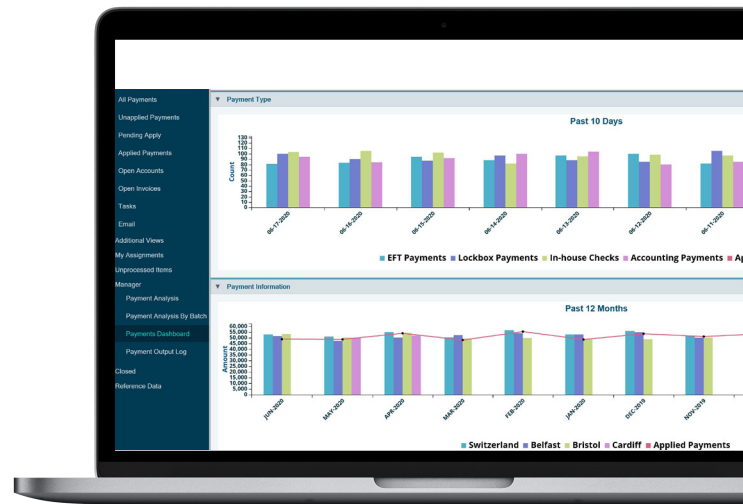 All Payments
Unapplied Payments
Pending Apply
Applied Payments
Open Accounts
Open Invoices
Tasks
Email
Additional Views
My Assignments
Unprocessed Items
Manager
Payment Analysis
Payment Analysis By Batch
Payments Dashboard
Payment Output Log
Closed
Reference Data
▼ Payment Type
Past 10 Days
Count
130
120
110
100
90
80
70
60
50
40
30
20
10
0
06-17-2020
06-16-2020
06-15-2020
06-14-2020
06-13-2020
06-12-2020
06-11-2020
EFT Payments Lockbox Payments In-house Checks Accounting Payments Ap
▼ Payment Information
Past 12 Months
Amount
60,000
55,000
50,000
45,000
40,000
35,000
30,000
25,000
20,000
15,000
10,000
5,000
0
JUN-2020
MAY-2020
APR-2020
MAR-2020
FEB-2020
JAN-2020
DEC-2019
NOV-2019
Switzerland Belfast Bristol Cardiff Applied Payments